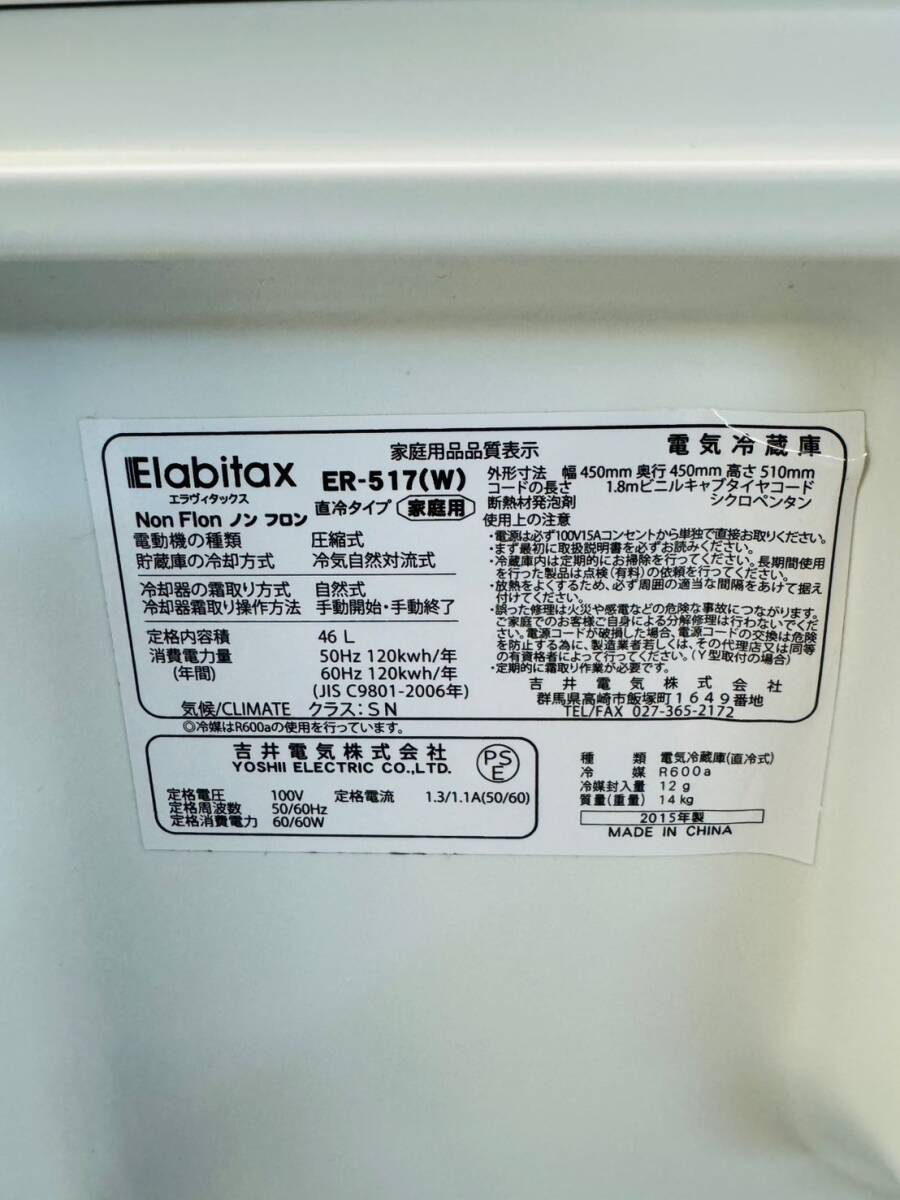 家庭用品品質表示
電気冷蔵庫
Elabitax
エラヴィタックス
ER-517(W)
Non Flon ノン フロン
直冷タイプ 家庭用
電動機の種類 圧縮式
貯蔵庫の冷却方式 冷気自然対流式
冷却器の霜取り方式 自然式
冷却器霜取り操作方法 手動開始・手動終了
定格内容積 46 L
消費電力量 50Hz 120kwh/年
(年間) 60Hz 120kwh/年
(JIS C9801-2006年)
気候/CLIMATE クラス：SN
◎冷媒はR600aの使用を行っています。
外形寸法 幅 450mm 奥行 450mm 高さ 510mm
コードの長さ 1.8mビニルキャブタイヤコード
断熱材発泡剤 シクロペンタン
使用上の注意
・電源は必ず100V15Aコンセントから単独で直接お取りください。
・まず最初に取扱説明書を必ずお読みください。
・冷蔵庫内は定期的にお掃除を行ってください。長期間使用
を行った製品は点検(有料)の依頼を行ってください。
・放熱をよくするため、必ず周囲の適当な間隔をあけて据え
付けてください。
・誤った修理は火災や感電などの危険な事故につながります。
ご家庭でのお客様ご自身による分解修理は行わないでくだ
さい。電源コードが破損した場合、電源コードの交換は危険
を防止する為に、製造業者若しくは、その代理店又は同等
の有資格者によって行ってください。(Y型取付の場合)
・定期的に霜取り作業が必要です。
吉井電気株式会社
群馬県高崎市飯塚町1649番地
TEL/FAX 027-365-2172
吉井電気株式会社
YOSHII ELECTRIC CO.,LTD.
PS
E
定格電圧 100V 定格電流 1.3/1.1A(50/60)
定格周波数 50/60Hz
定格消費電力 60/60W
種類 電気冷蔵庫(直冷式)
冷媒 R600a
冷媒封入量 12g
質量(重量) 14kg
2015年製
MADE IN CHINA